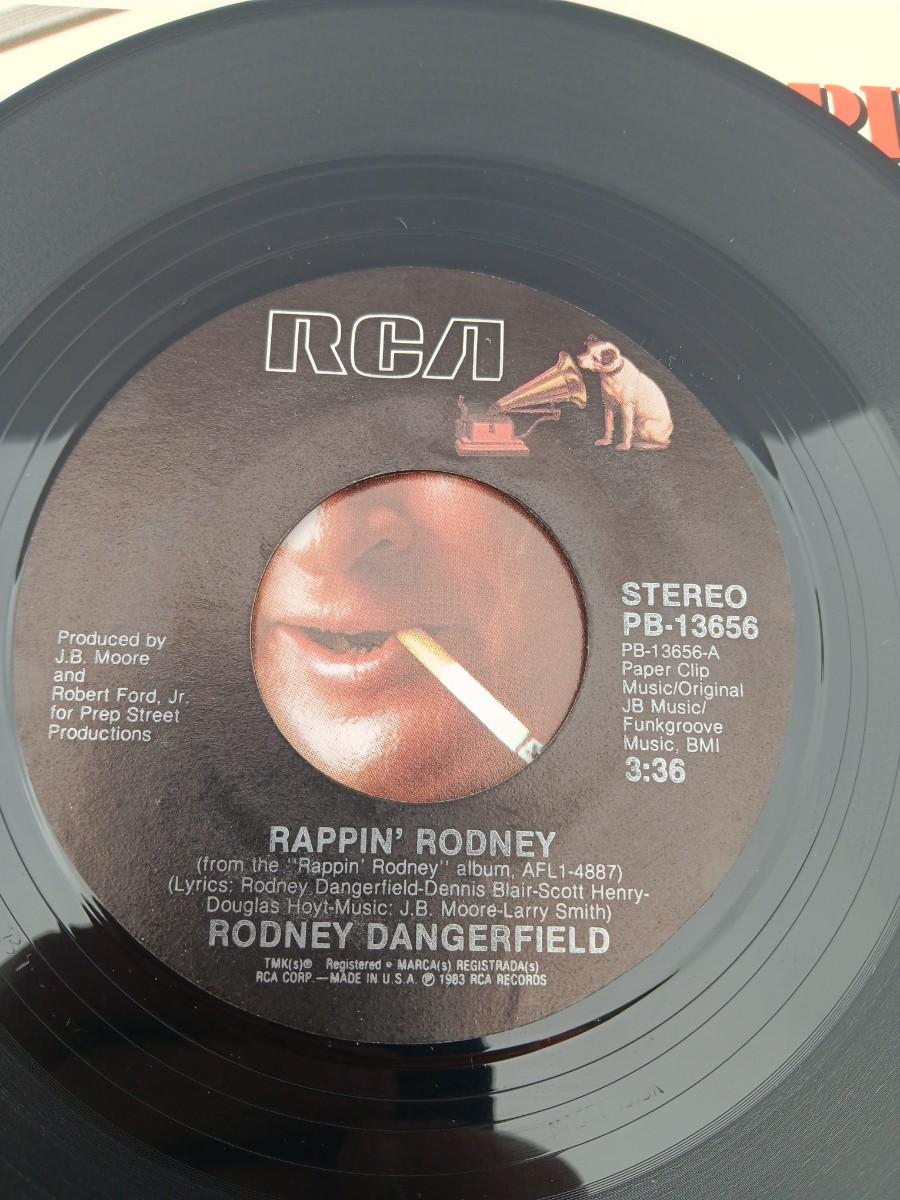 RCA
Produced by
J.B. Moore
and
Robert Ford, Jr.
for Prep Street
Productions
STEREO
PB-13656
PB-13656-A
Paper Clip
Music/Original
JB Music/
Funkgroove
Music, BMI
3:36
RAPPIN' RODNEY
(from the "Rappin' Rodney" album, AFL1-4887)
(Lyrics: Rodney Dangerfield-Dennis Blair-Scott Henry-
Douglas Hoyt-Music: J.B. Moore-Larry Smith)
RODNEY DANGERFIELD
TMK(s)® Registered • MARCA(s) REGISTRADA(s)
RCA CORP.—MADE IN U.S.A. ℗ 1983 RCA RECORDS